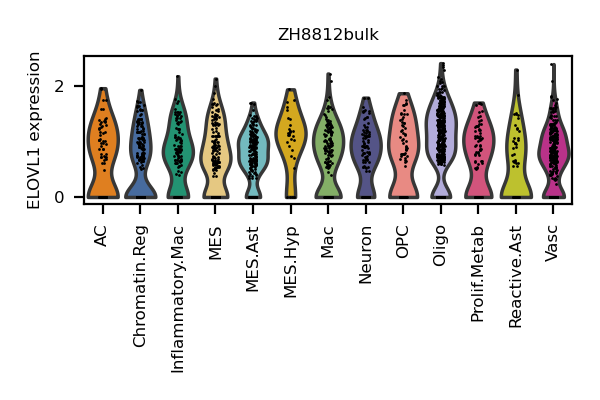 ZH8812bulk
ELOVL1 expression
2
0
AC
Chromatin.Reg
Inflammatory.Mac
MES
MES.Ast
MES.Hyp
Mac
Neuron
OPC
Oligo
Prolif.Metab
Reactive.Ast
Vasc